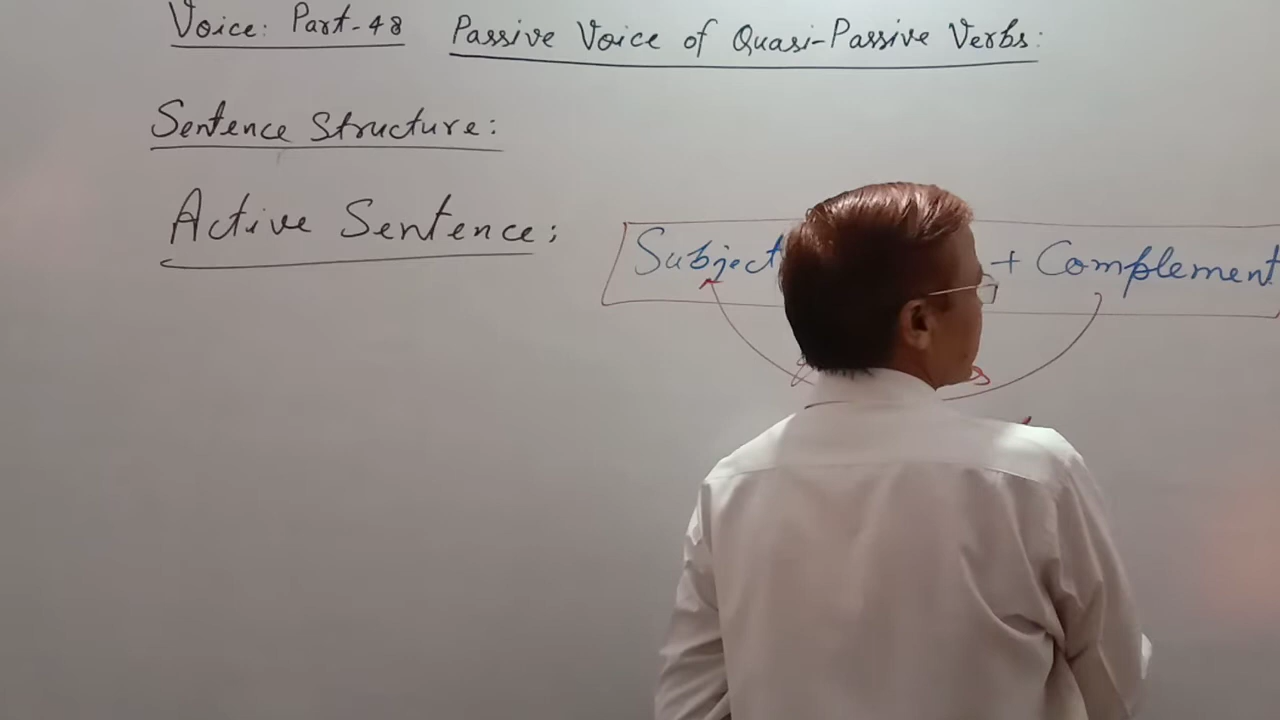 Voice: Part-48 Passive Voice of Quasi-Passive Verbs:
Sentence Structure:
Active Sentence:
Subject + Complement